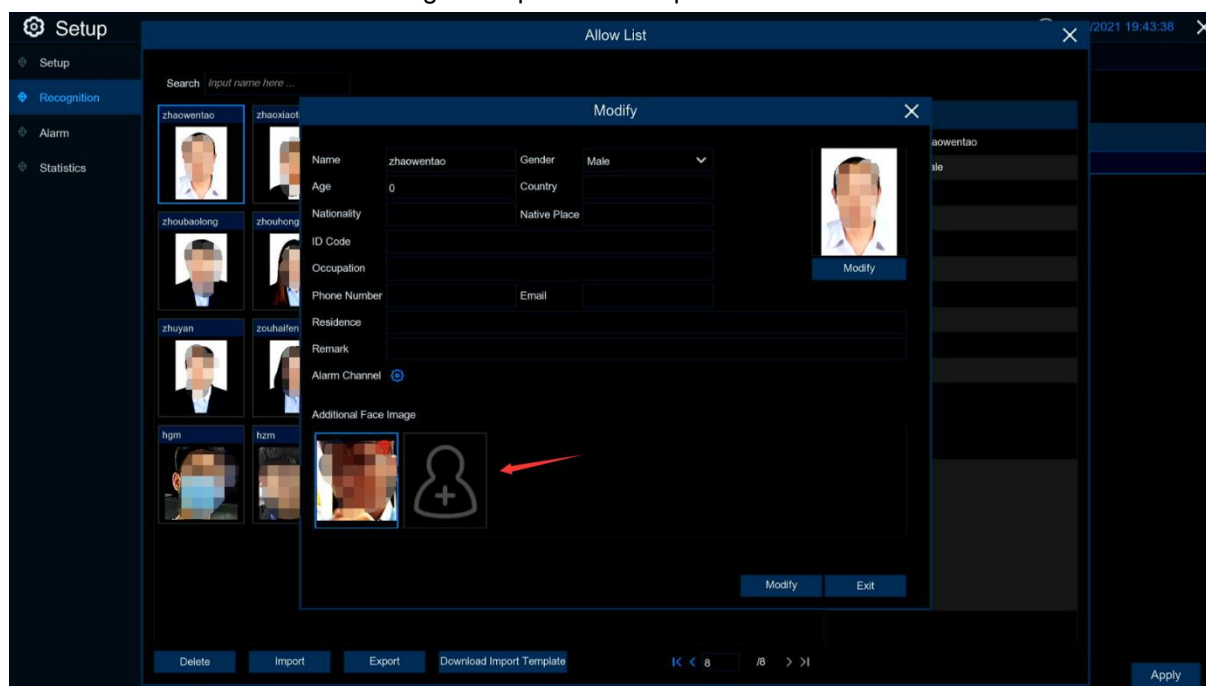 Setup
Allow List
/2021 19:43:38
Setup
Recognition
Alarm
Statistics
Search Input name here ...
zhaowentao
zhaoxiaot
Modify
aowentao
ale
Name zhaowentao Gender Male
Age 0 Country
Nationality Native Place
ID Code
Occupation
Modify
Phone Number Email
Residence
Remark
Alarm Channel
Additional Face Image
zhoubaolong zhouhong
zhuyan zouhaifen
hgm hzm
Modify Exit
Delete Import Export Download Import Template 8 /8
Apply